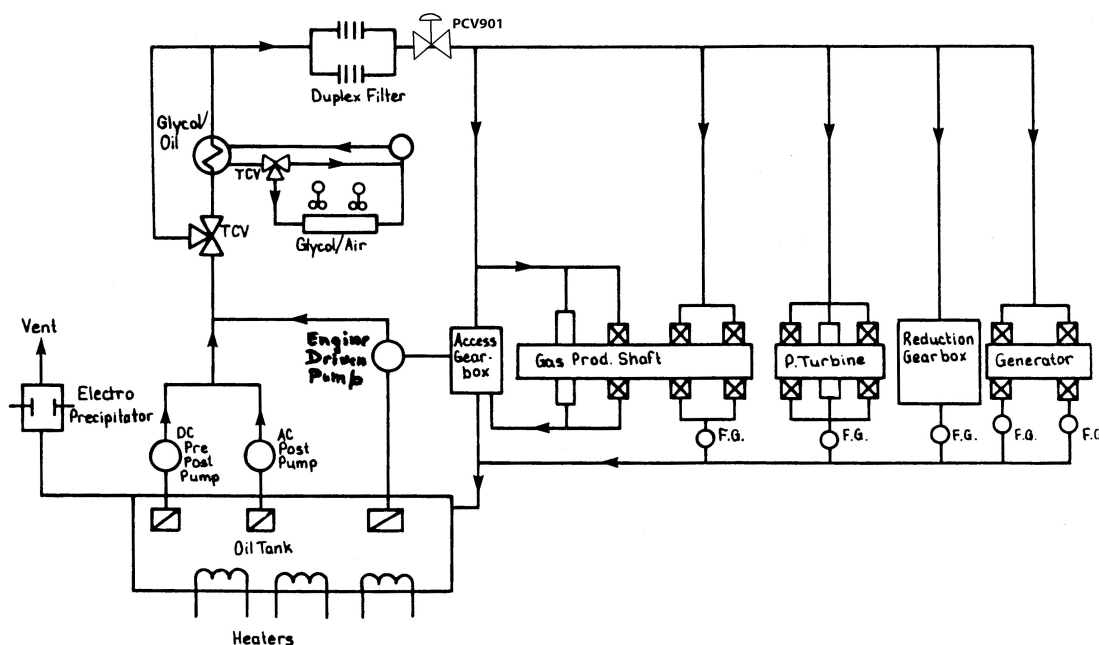 PCV901
Duplex Filter
Glycol/
Oil
TCV
Glycol/Air
TCV
Vent
Electro
Precipitator
DC
Pre
Post
Pump
AC
Post
Pump
Engine
Driven
Pump
Access
Gear-
box
Gas Prod. Shaft
P. Turbine
Reduction
Gearbox
Generator
F.G.
F.G.
F.G.
F.G.
F.G
Oil Tank
Heaters